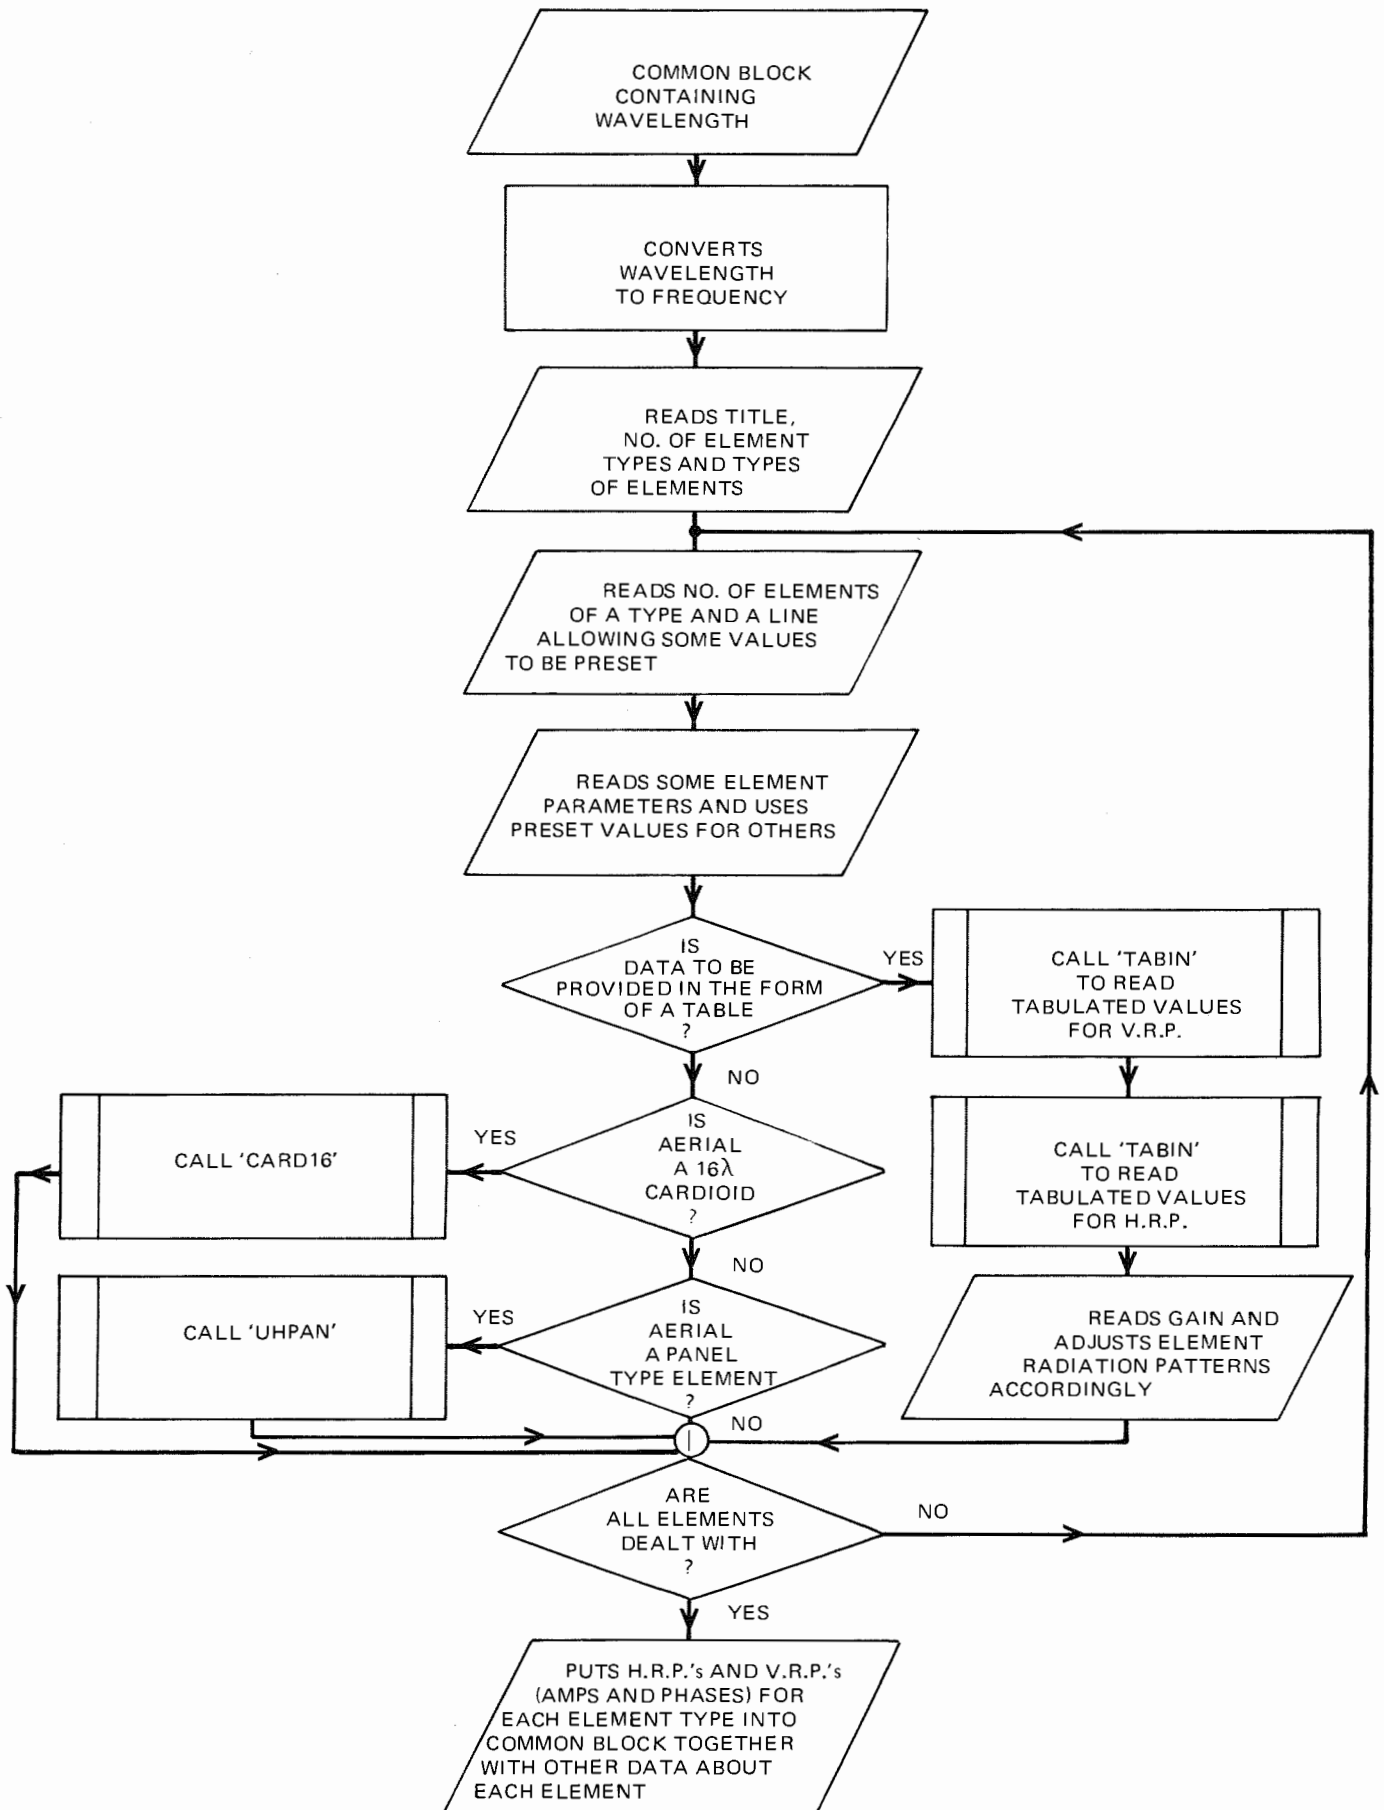 COMMON BLOCK
CONTAINING
WAVELENGTH
CONVERTS
WAVELENGTH
TO FREQUENCY
READS TITLE,
NO. OF ELEMENT
TYPES AND TYPES
OF ELEMENTS
READS NO. OF ELEMENTS
OF A TYPE AND A LINE
ALLOWING SOME VALUES
TO BE PRESET
READS SOME ELEMENT
PARAMETERS AND USES
PRESET VALUES FOR OTHERS
IS
DATA TO BE
PROVIDED IN THE FORM
OF A TABLE
?
YES
CALL 'TABIN'
TO READ
TABULATED VALUES
FOR V.R.P.
NO
CALL 'TABIN'
TO READ
TABULATED VALUES
FOR H.R.P.
IS
AERIAL
A 16λ
CARDIOID
?
YES
CALL 'CARD16'
NO
IS
AERIAL
A PANEL
TYPE ELEMENT
?
YES
CALL 'UHPAN'
READS GAIN AND
ADJUSTS ELEMENT
RADIATION PATTERNS
ACCORDINGLY
NO
ARE
ALL ELEMENTS
DEALT WITH
?
NO
YES
PUTS H.R.P.'s AND V.R.P.'s
(AMPS AND PHASES) FOR
EACH ELEMENT TYPE INTO
COMMON BLOCK TOGETHER
WITH OTHER DATA ABOUT
EACH ELEMENT